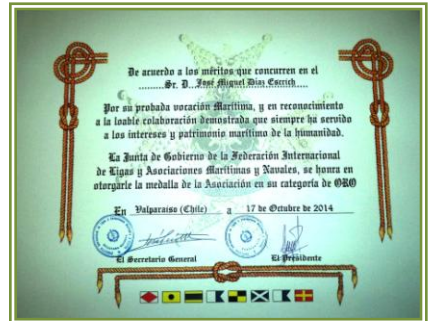 De acuerdo a los méritos que concurren en el
Sr. D. José Miguel Díaz Escrich
Por su probada vocación Marítima, y en reconocimiento
a la loable colaboración demostrada que siempre ha servido
a los intereses y patrimonio marítimo de la humanidad.
La Junta de Gobierno de la Federación Internacional
de Ligas y Asociaciones Marítimas y Navales, se honra en
otorgarle la medalla de la Asociación en su categoría de ORO
En Valparaíso (Chile) a 17 de Octubre de 2014
El Secretario General El Présidente